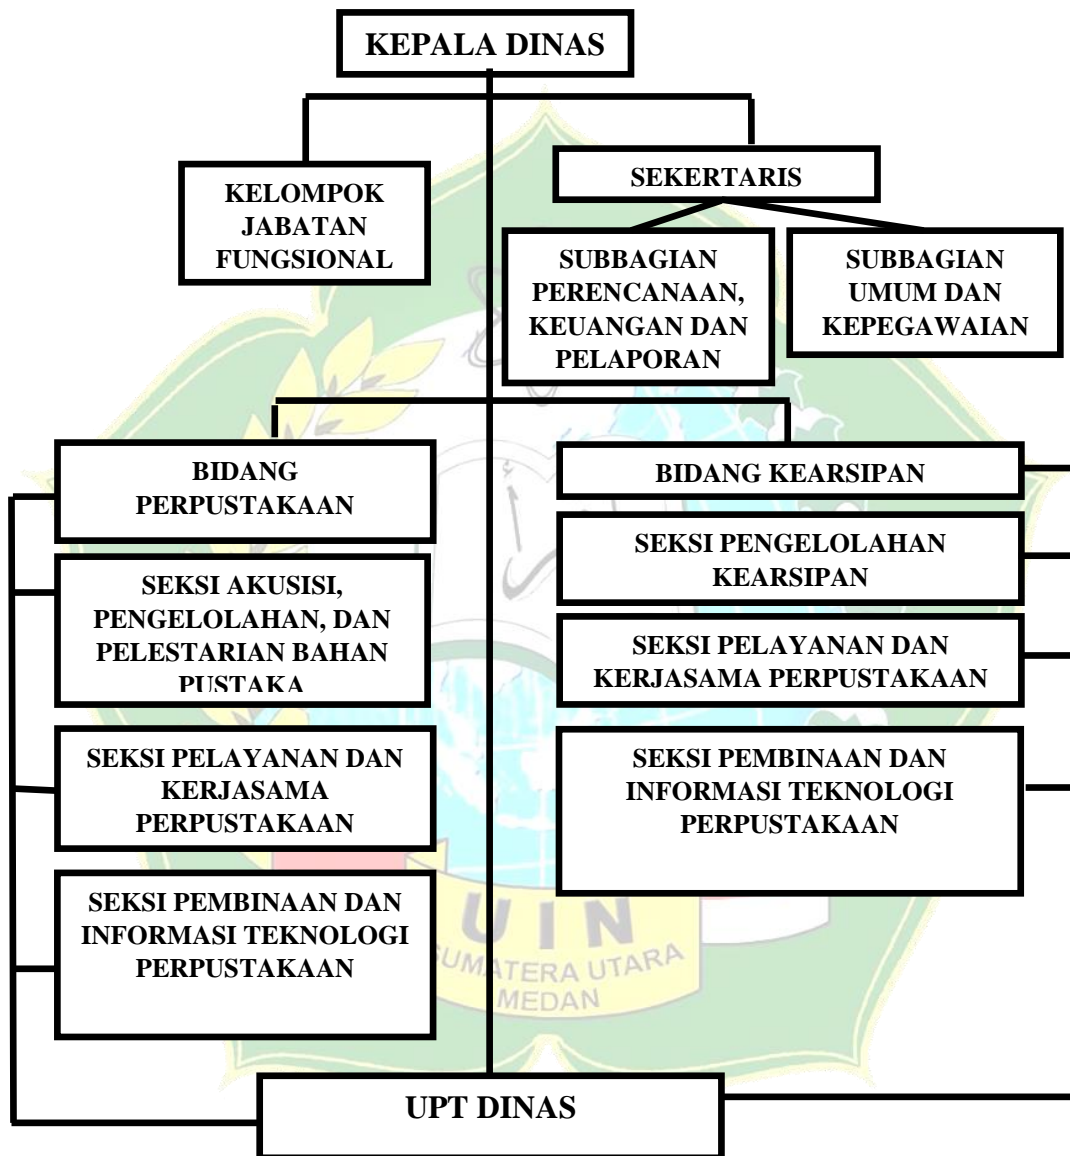 KEPALA DINAS
KELOMPOK
JABATAN
FUNGSIONAL
SEKERTARIS
SUBBAGIAN
PERENCANAAN,
KEUANGAN DAN
PELAPORAN
SUBBAGIAN
UMUM DAN
KEPEGAWAIAN
BIDANG
PERPUSTAKAAN
SEKSI AKUSISI,
PENGELOLAHAN, DAN
PELESTARIAN BAHAN
PUSTAKA
SEKSI PELAYANAN DAN
KERJASAMA
PERPUSTAKAAN
SEKSI PEMBINAAN DAN
INFORMASI TEKNOLOGI
PERPUSTAKAAN
BIDANG KEARSIPAN
SEKSI PENGELOLAHAN
KEARSIPAN
SEKSI PELAYANAN DAN
KERJASAMA PERPUSTAKAAN
SEKSI PEMBINAAN DAN
INFORMASI TEKNOLOGI
PERPUSTAKAAN
UIN
SUMATERA UTARA
MEDAN
UPT DINAS